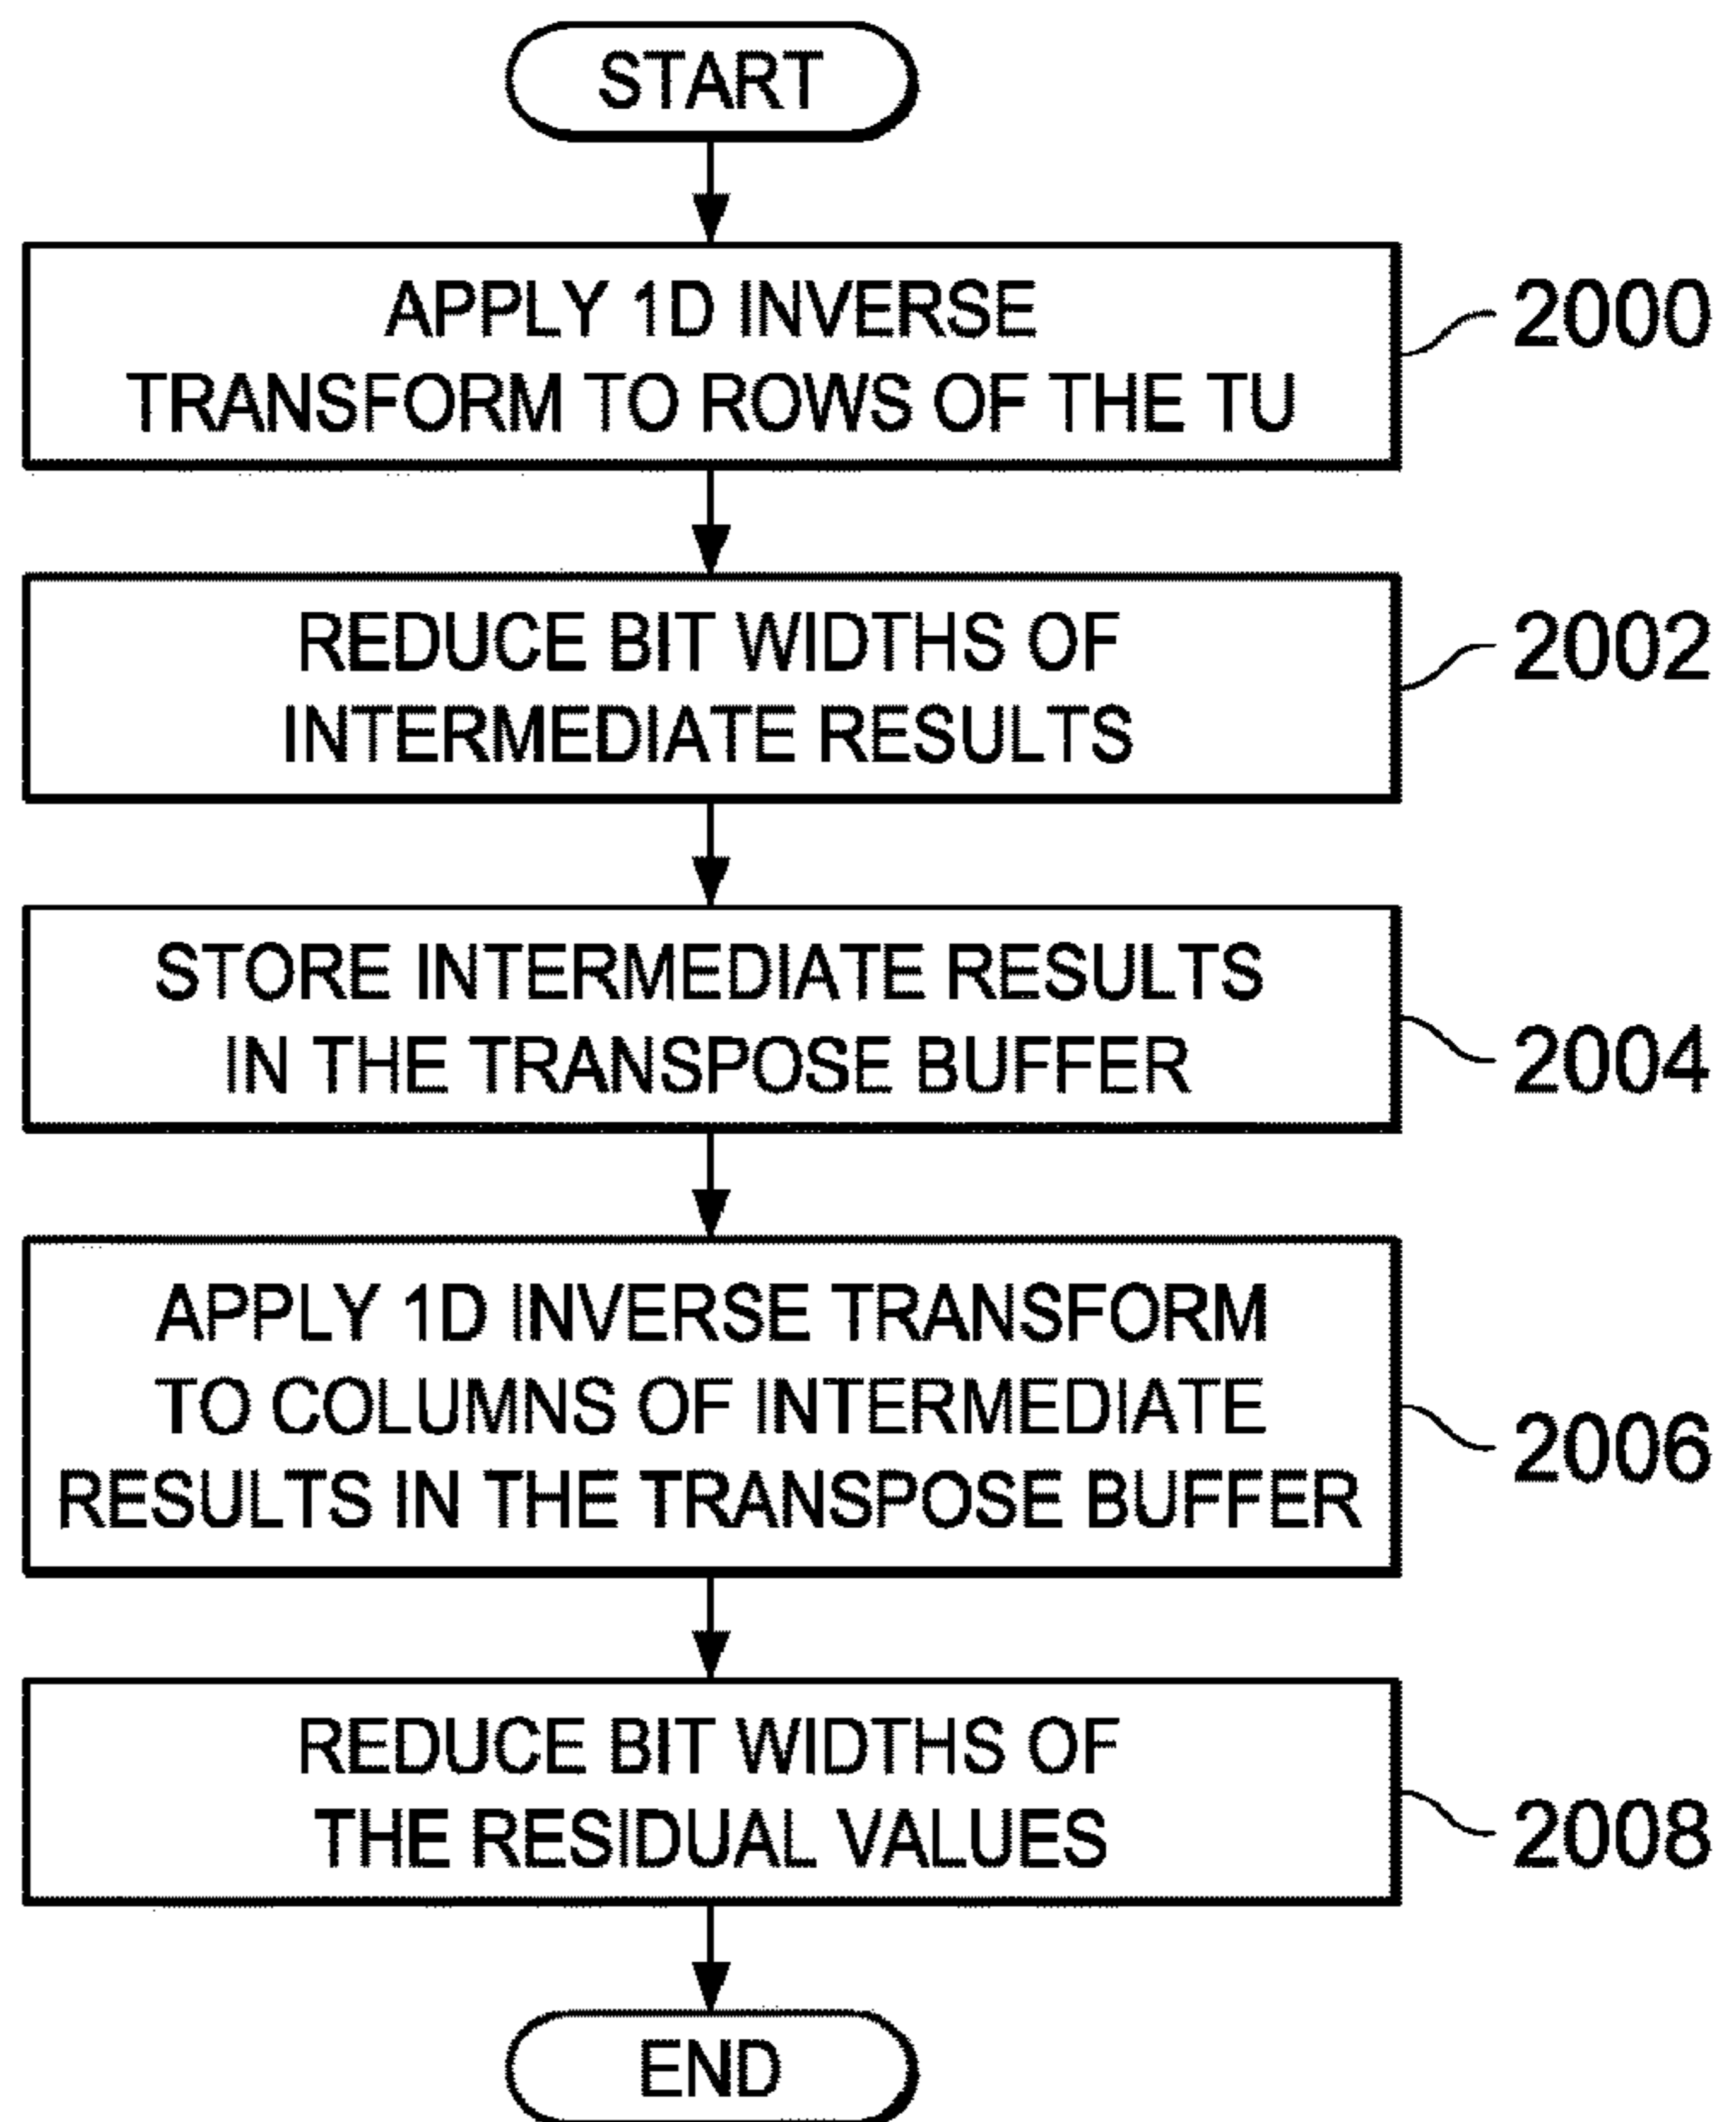 START
APPLY 1D INVERSE
TRANSFORM TO ROWS OF THE TU
2000
REDUCE BIT WIDTHS OF
INTERMEDIATE RESULTS
2002
STORE INTERMEDIATE RESULTS
IN THE TRANSPOSE BUFFER
2004
APPLY 1D INVERSE TRANSFORM
TO COLUMNS OF INTERMEDIATE
RESULTS IN THE TRANSPOSE BUFFER
2006
REDUCE BIT WIDTHS OF
THE RESIDUAL VALUES
2008
END